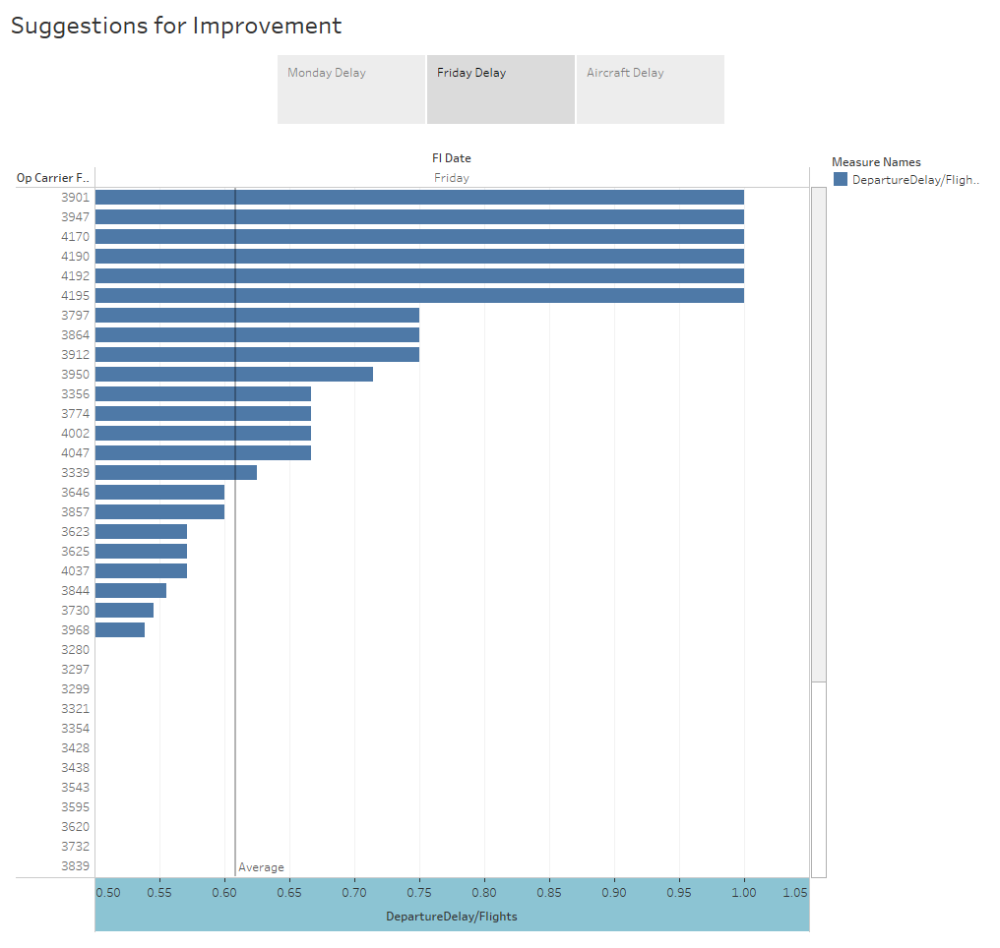 Suggestions for Improvement
Monday Delay
Friday Delay
Aircraft Delay
Fl Date
Measure Names
Op Carrier F..
Friday
DepartureDelay/Fligh..
3901
3947
4170
4190
4192
4195
3797
3864
3912
3950
3356
3774
4002
4047
3339
3646
3857
3623
3625
4037
3844
3730
3968
3280
3297
3299
3321
3354
3428
3438
3543
3595
3620
3732
3839
Average
0.50 0.55 0.60 0.65 0.70 0.75 0.80 0.85 0.90 0.95 1.00 1.05
DepartureDelay/Flights